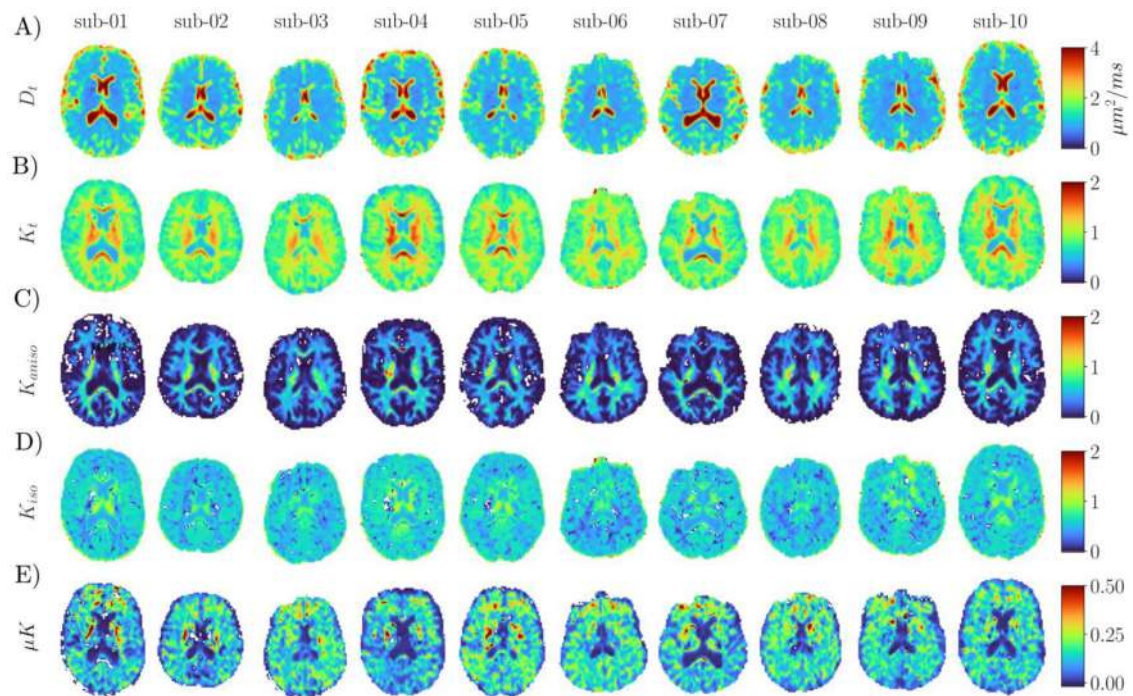 sub-01 sub-02 sub-03 sub-04 sub-05 sub-06 sub-07 sub-08 sub-09 sub-10
A)
D_t
4
2
0
μm²/ms
B)
K_t
2
1
0
C)
K_aniso
2
1
0
D)
K_iso
2
1
0
E)
μK
0.50
0.25
0.00